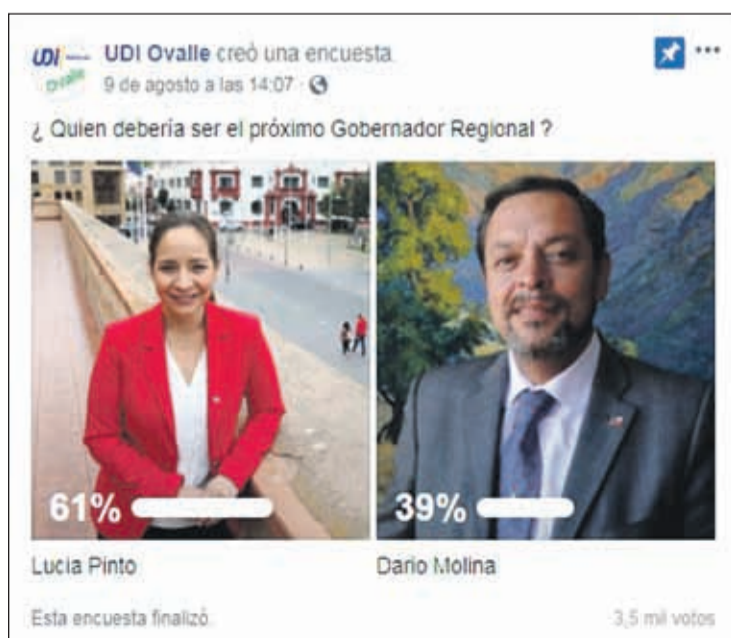 UDI
Ovalle
UDI Ovalle creó una encuesta.
9 de agosto a las 14:07 ·
¿ Quien debería ser el próximo Gobernador Regional ?
61%
39%
Lucia Pinto
Dario Molina
Esta encuesta finalizó.
3,5 mil votos